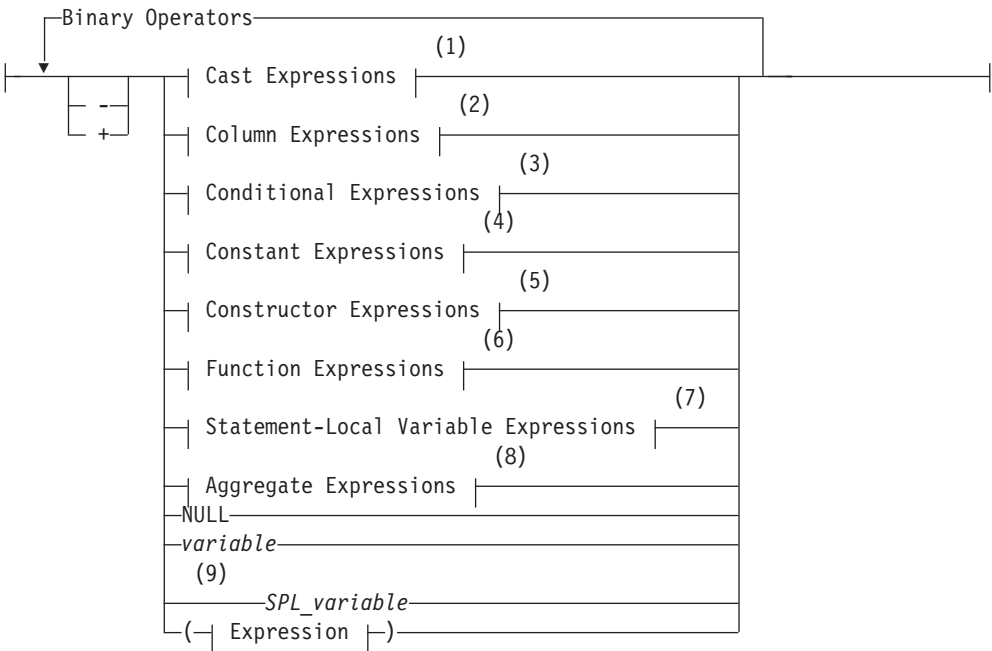 Binary Operators
(1)
Cast Expressions
(2)
-
Column Expressions
+
(3)
Conditional Expressions
(4)
Constant Expressions
(5)
Constructor Expressions
(6)
Function Expressions
(7)
Statement-Local Variable Expressions
(8)
Aggregate Expressions
NULL
variable
(9)
SPL_variable
( Expression )